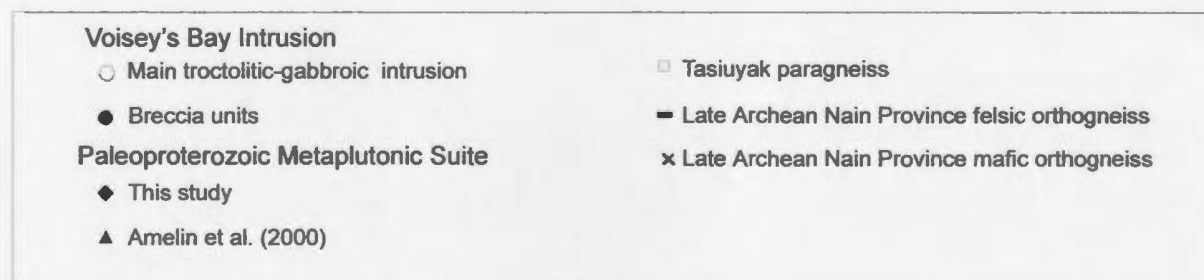 Voisey's Bay Intrusion
Main troctolitic-gabbroic intrusion
Breccia units
Paleoproterozoic Metaplutonic Suite
This study
Amelin et al. (2000)
Tasiuyak paragneiss
Late Archean Nain Province felsic orthogneiss
Late Archean Nain Province mafic orthogneiss